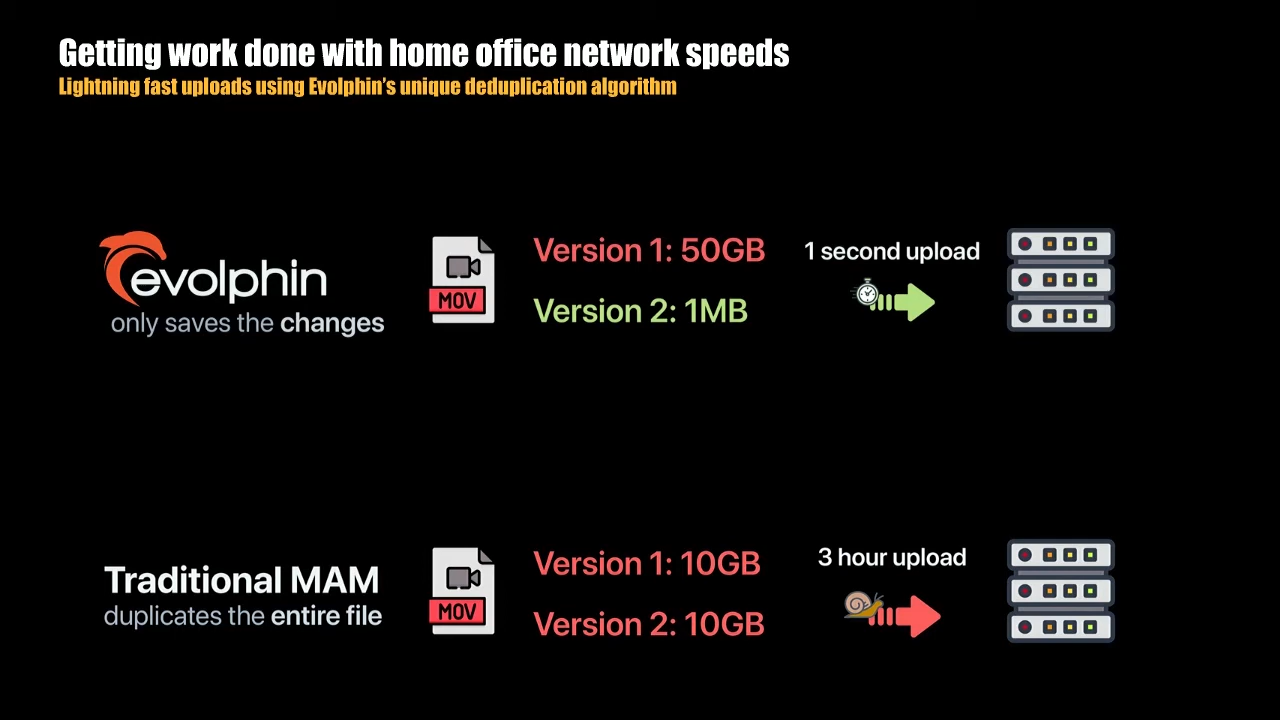 Getting work done with home office network speeds
Lightning fast uploads using Evolphin's unique deduplication algorithm
evolphin
only saves the changes
MOV
Version 1: 50GB
Version 2: 1MB
1 second upload
Traditional MAM
duplicates the entire file
MOV
Version 1: 10GB
Version 2: 10GB
3 hour upload